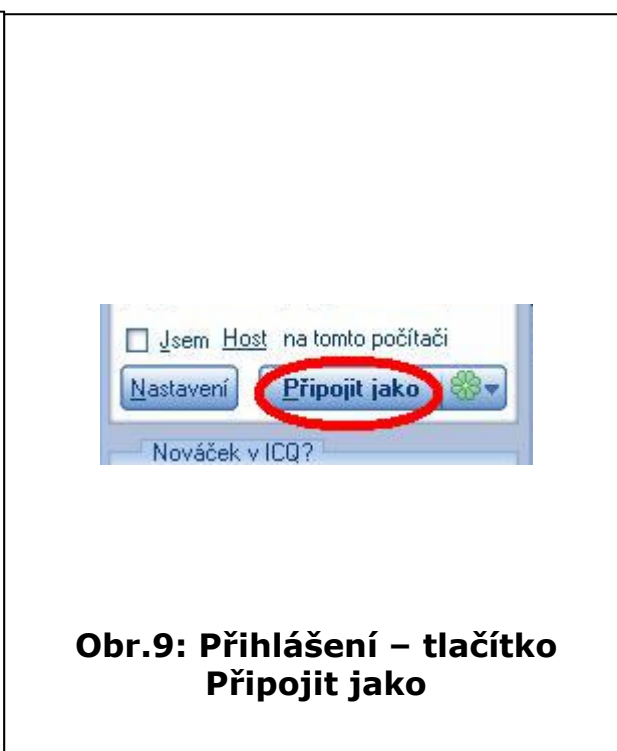 Jsem Host na tomto počítači
Nastavení Připojit jako
Nováček v ICQ?
Obr.9: Přihlášení – tlačítko
Připojit jako